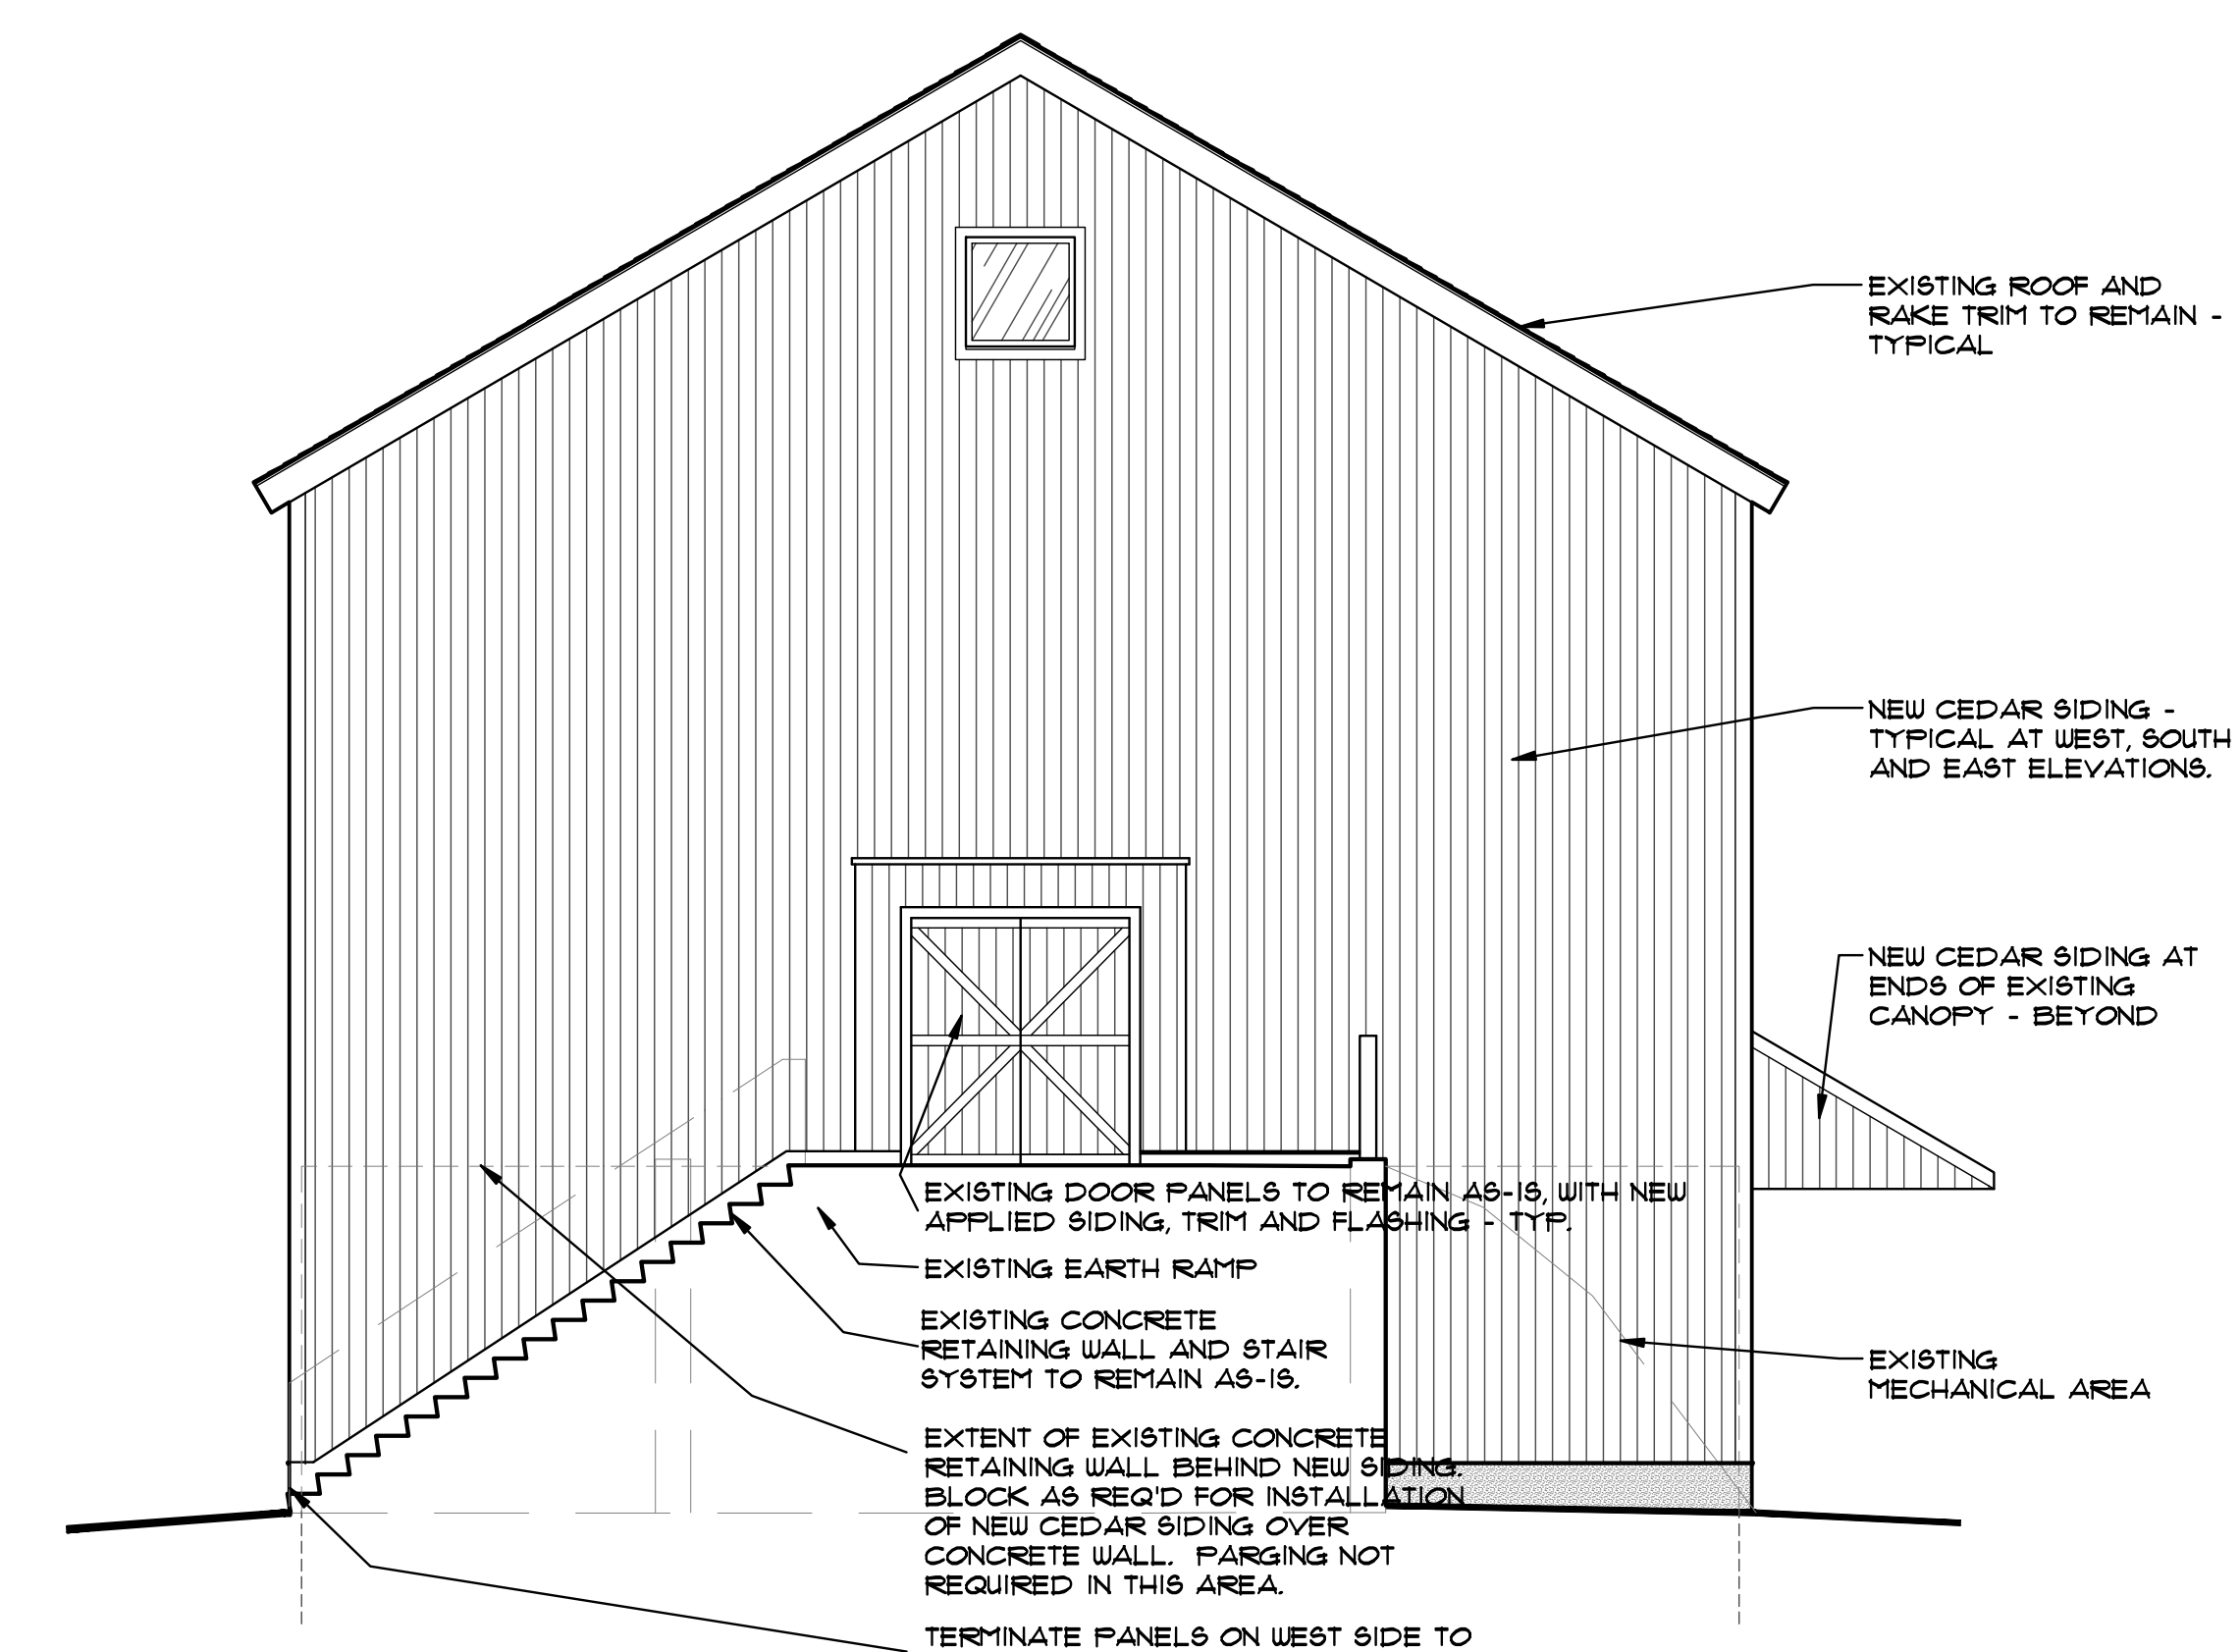 EXISTING ROOF AND
RAKE TRIM TO REMAIN -
TYPICAL
NEW CEDAR SIDING -
TYPICAL AT WEST, SOUTH
AND EAST ELEVATIONS.
NEW CEDAR SIDING AT
ENDS OF EXISTING
CANOPY - BEYOND
EXISTING DOOR PANELS TO REMAIN AS-IS, WITH NEW
APPLIED SIDING, TRIM AND FLASHING - TYP.
EXISTING EARTH RAMP
EXISTING CONCRETE
RETAINING WALL AND STAIR
SYSTEM TO REMAIN AS-IS.
EXISTING
MECHANICAL AREA
EXTENT OF EXISTING CONCRETE
RETAINING WALL BEHIND NEW SIDING.
BLOCK AS REQ'D FOR INSTALLATION
OF NEW CEDAR SIDING OVER
CONCRETE WALL. PARGING NOT
REQUIRED IN THIS AREA.
TERMINATE PANELS ON WEST SIDE TO